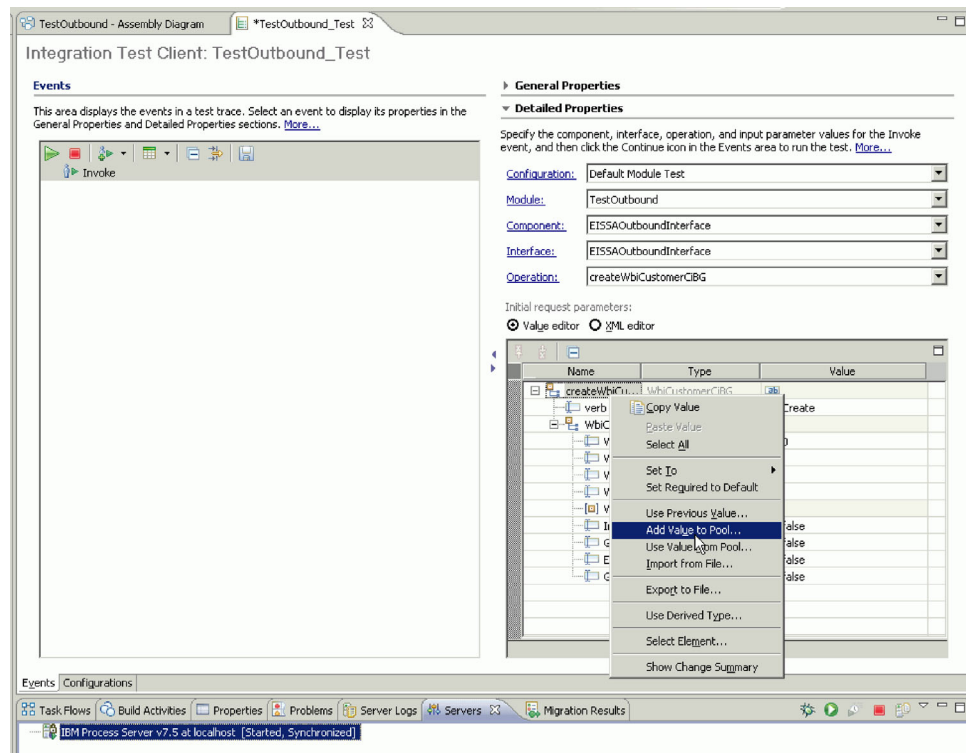 TestOutbound - Assembly Diagram
*TestOutbound_Test
Integration Test Client: TestOutbound_Test
Events
This area displays the events in a test trace. Select an event to display its properties in the
General Properties and Detailed Properties sections. More...
Invoke
General Properties
Detailed Properties
Specify the component, interface, operation, and input parameter values for the Invoke
event, and then click the Continue icon in the Events area to run the test. More...
Configuration: Default Module Test
Module: TestOutbound
Component: EISSAOutboundInterface
Interface: EISSAOutboundInterface
Operation: createWbiCustomerCiBG
Initial request parameters:
Value editor XML editor
Name Type Value
createWbiCu... WbiCustomerCiBG ab
verb Create
WbiC
V
V
V
V
V
I false
G false
E false
G false
Copy Value
Paste Value
Select All
Set To
Set Required to Default
Use Previous Value...
Add Value to Pool...
Use Value from Pool...
Import from File...
Export to File...
Use Derived Type...
Select Element...
Show Change Summary
Events Configurations
Task Flows Build Activities Properties Problems Server Logs Servers Migration Results
IBM Process Server v7.5 at localhost [Started, Synchronized]